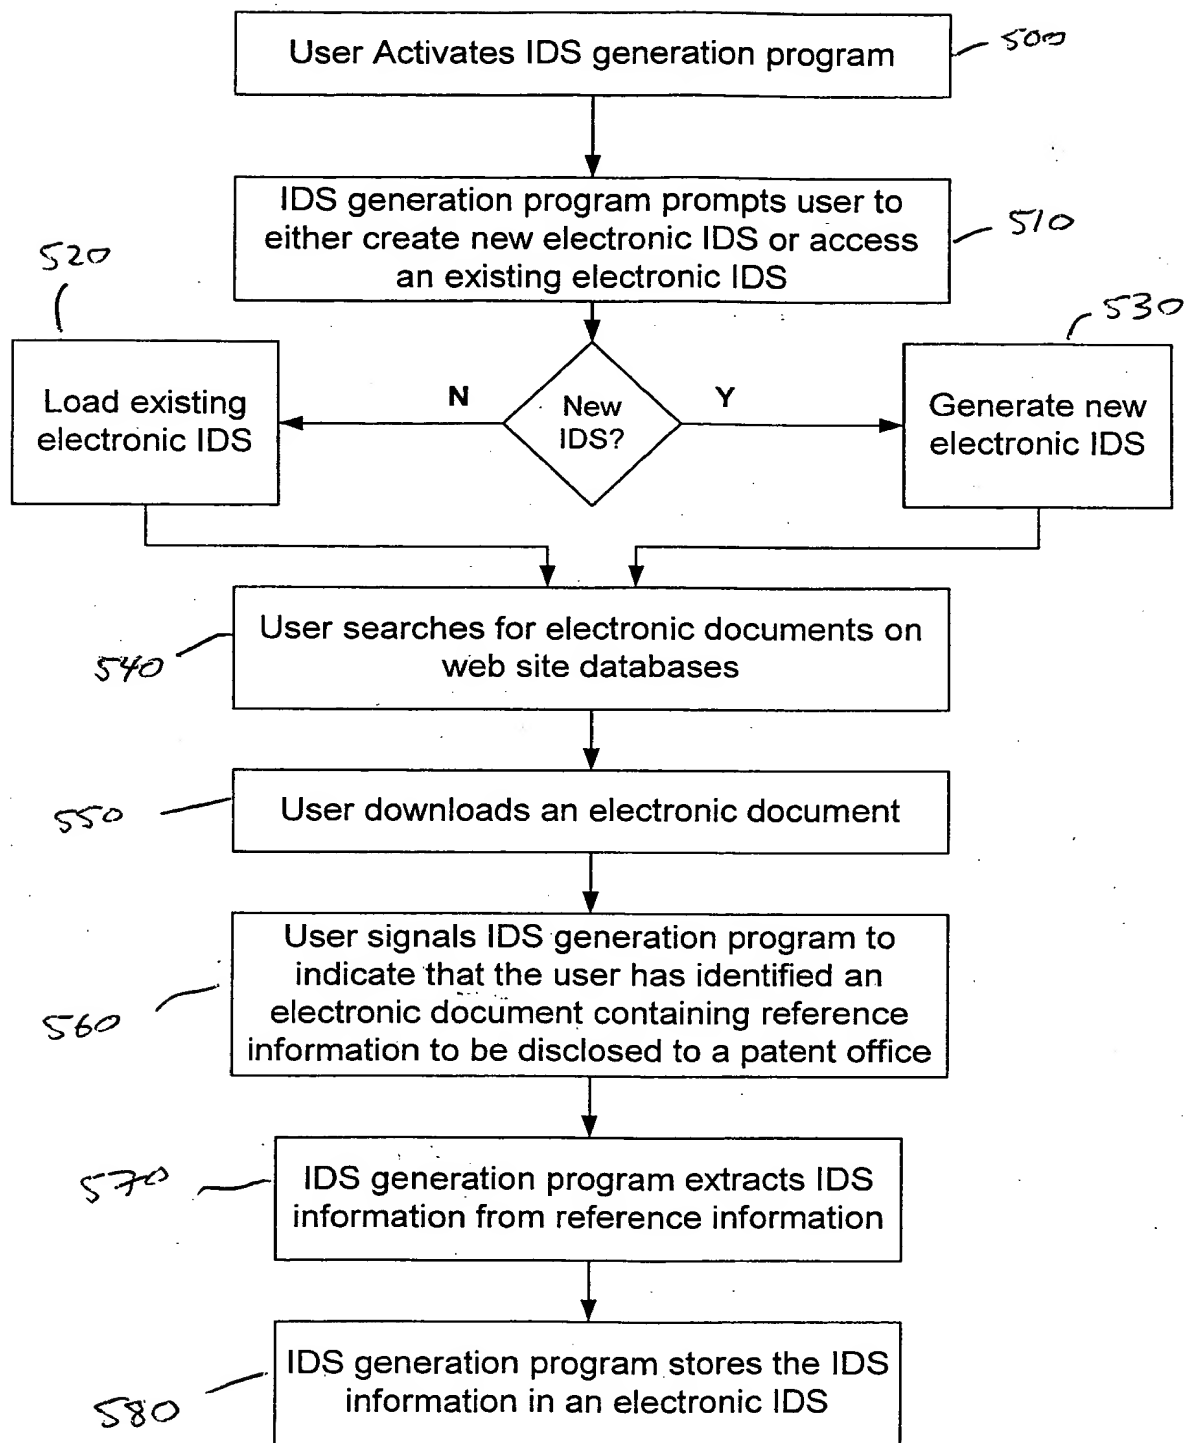 User Activates IDS generation program
500
IDS generation program prompts user to
either create new electronic IDS or access
an existing electronic IDS
510
520
530
Load existing
electronic IDS
N
New
IDS?
Y
Generate new
electronic IDS
User searches for electronic documents on
web site databases
540
User downloads an electronic document
550
User signals IDS generation program to
indicate that the user has identified an
electronic document containing reference
information to be disclosed to a patent office
560
IDS generation program extracts IDS
information from reference information
570
IDS generation program stores the IDS
information in an electronic IDS
580